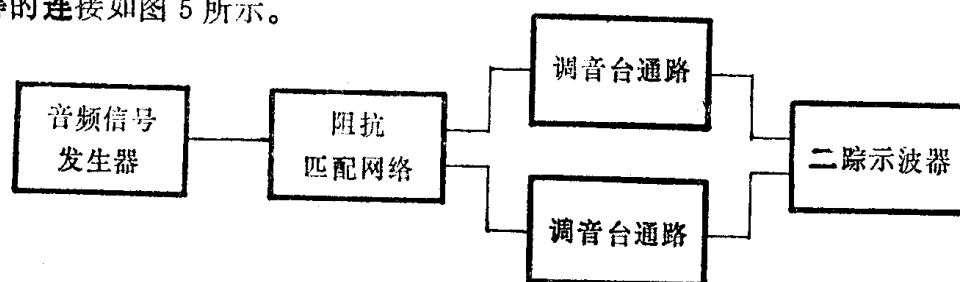 的连接如图 5 所示。
音频信号
发生器
阻抗
匹配网络
调音台通路
调音台通路
二踪示波器